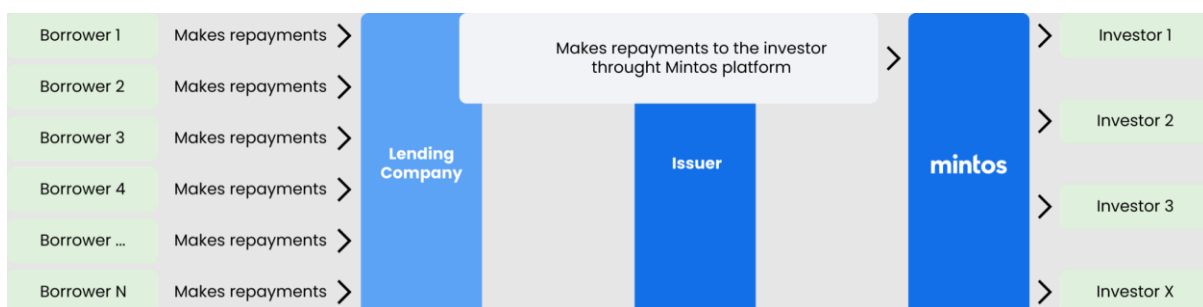 Borrower 1 Makes repayments
Borrower 2 Makes repayments
Borrower 3 Makes repayments
Borrower 4 Makes repayments
Borrower ... Makes repayments
Borrower N Makes repayments
Lending
Company
Makes repayments to the investor
throught Mintos platform
Issuer
mintos
Investor 1
Investor 2
Investor 3
Investor X